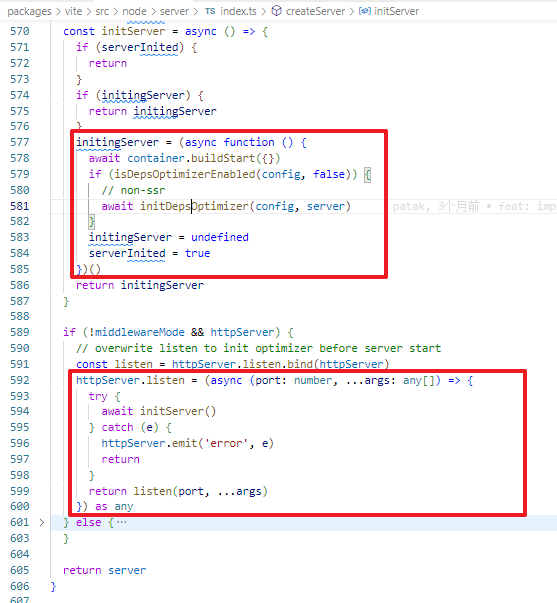 packages > vite > src > node > server > TS index.ts > createServer > initServer
570 const initServer = async () => {
571 if (serverInited) {
572 return
573 }
574 if (initingServer) {
575 return initingServer
576 }
577 initingServer = (async function () {
578 await container.buildStart({})
579 if (isDepsOptimizerEnabled(config, false)) {
580 // non-ssr
581 await initDepsOptimizer(config, server) patak, 3个月前 • feat: imp
582 }
583 initingServer = undefined
584 serverInited = true
585 })()
586 return initingServer
587 }
588
589 if (!middlewareMode && httpServer) {
590 // overwrite listen to init optimizer before server start
591 const listen = httpServer.listen.bind(httpServer)
592 httpServer.listen = (async (port: number, ...args: any[]) => {
593 try {
594 await initServer()
595 } catch (e) {
596 httpServer.emit('error', e)
597 return
598 }
599 return listen(port, ...args)
600 }) as any
601 > } else {⋯
603 }
604
605 return server
606 }
607